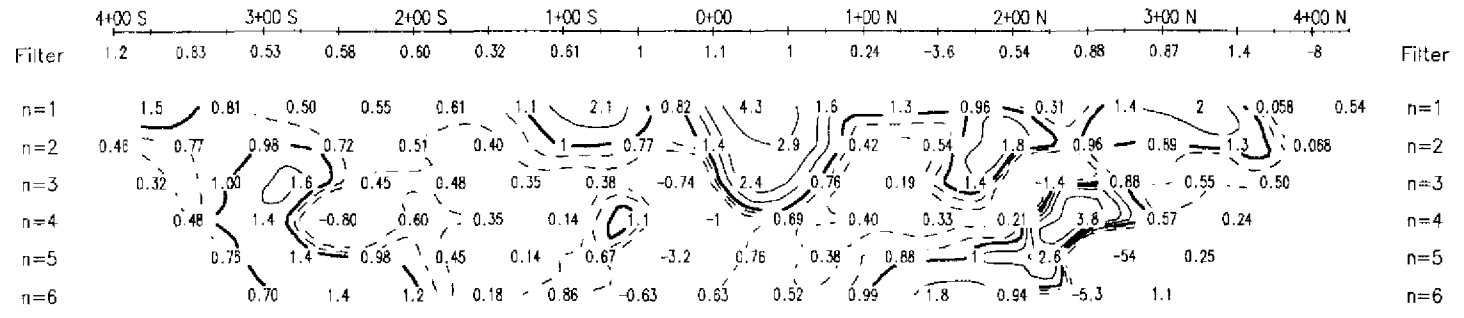 4+00 S 3+00 S 2+00 S 1+00 S 0+00 1+00 N 2+00 N 3+00 N 4+00 N
Filter 1.2 0.83 0.53 0.58 0.60 0.32 0.61 1 1.1 1 0.24 -3.6 0.54 0.88 0.87 1.4 -8 Filter
n=1 1.5 0.81 0.50 0.55 0.61 1.1 2.1 0.82 4.3 1.6 1.3 0.96 0.31 1.4 2 0.058 0.54 n=1
n=2 0.46 0.77 0.98 0.72 0.51 0.40 1 0.77 1.4 2.9 0.42 0.54 1.8 0.96 0.89 1.3 0.068 n=2
n=3 0.32 1.00 1.6 0.45 0.48 0.35 0.38 -0.74 2.4 0.76 0.19 1.4 -1.4 0.88 0.55 0.50 n=3
n=4 0.48 1.4 -0.80 0.60 0.35 0.14 1.1 -1 0.69 0.40 0.33 0.21 3.8 0.57 0.24 n=4
n=5 0.76 1.4 0.98 0.45 0.14 0.67 -3.2 0.76 0.38 0.88 1 2.6 -54 0.25 n=5
n=6 0.70 1.4 1.2 0.18 0.86 -0.63 0.63 0.52 0.99 1.8 0.94 -5.3 1.1 n=6